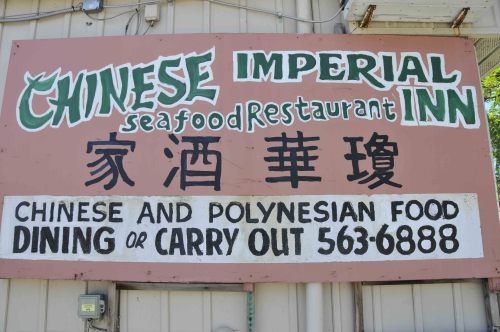 CHINESE IMPERIAL INN
seafood Restaurant
家酒華瓊
CHINESE AND POLYNESIAN FOOD
DINING OR CARRY OUT 563-6888